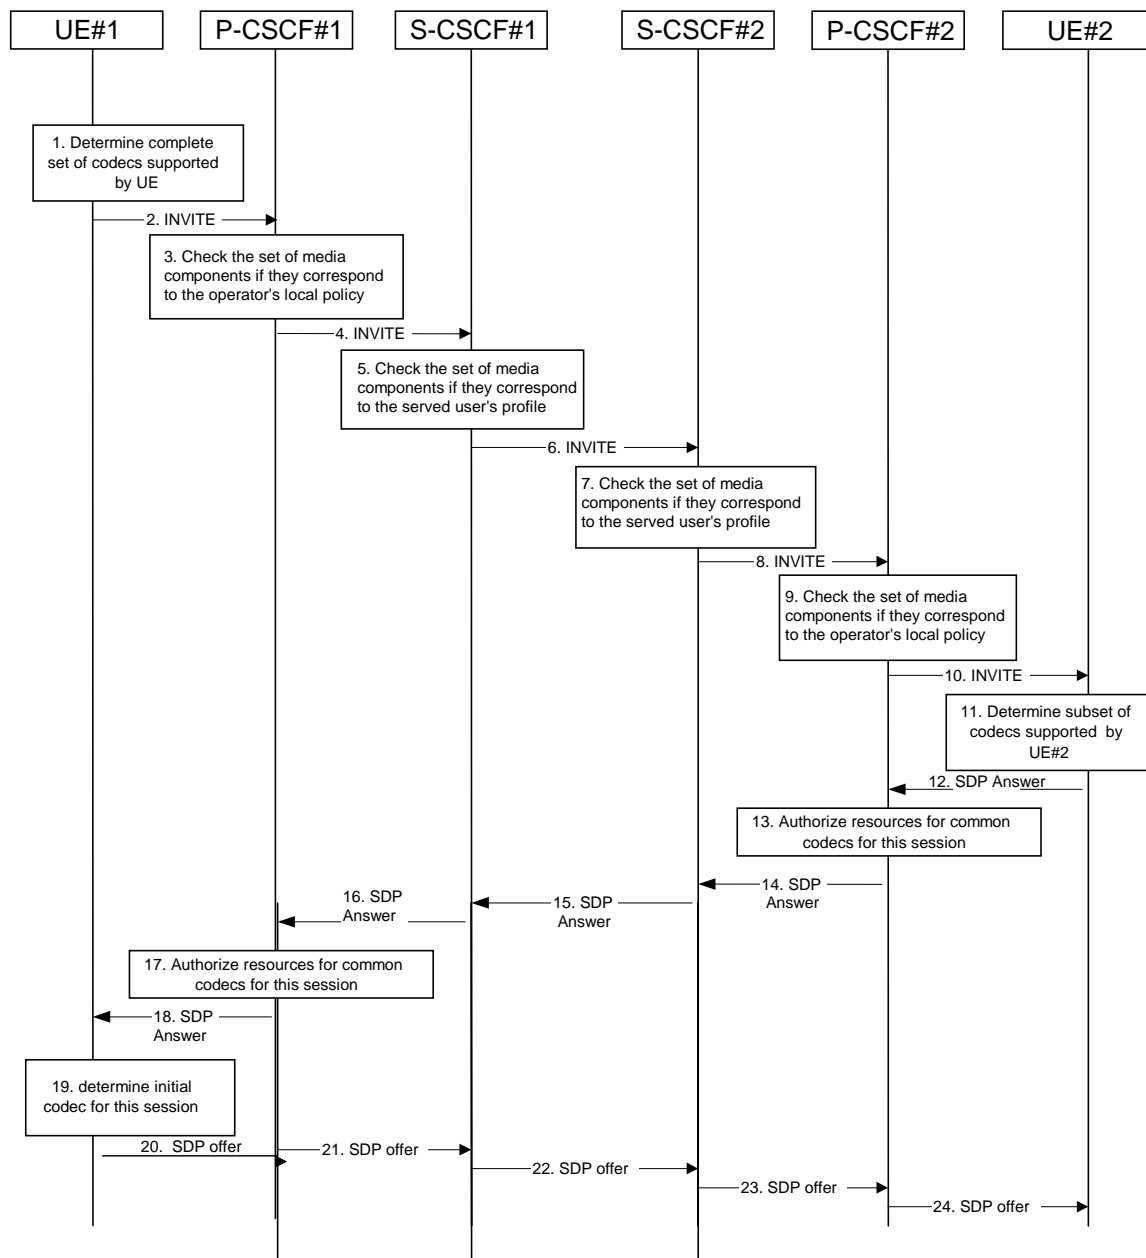 UE#1
P-CSCF#1
S-CSCF#1
S-CSCF#2
P-CSCF#2
UE#2
1. Determine complete
set of codecs supported
by UE
2. INVITE
3. Check the set of media
components if they correspond
to the operator's local policy
4. INVITE
5. Check the set of media
components if they correspond
to the served user's profile
6. INVITE
7. Check the set of media
components if they correspond
to the served user's profile
8. INVITE
9. Check the set of media
components if they correspond
to the operator's local policy
10. INVITE
11. Determine subset of
codecs supported by
UE#2
12. SDP Answer
13. Authorize resources for common
codecs for this session
14. SDP
Answer
15. SDP
Answer
16. SDP
Answer
17. Authorize resources for common
codecs for this session
18. SDP
Answer
19. determine initial
codec for this session
20. SDP offer
21. SDP offer
22. SDP offer
23. SDP offer
24. SDP offer